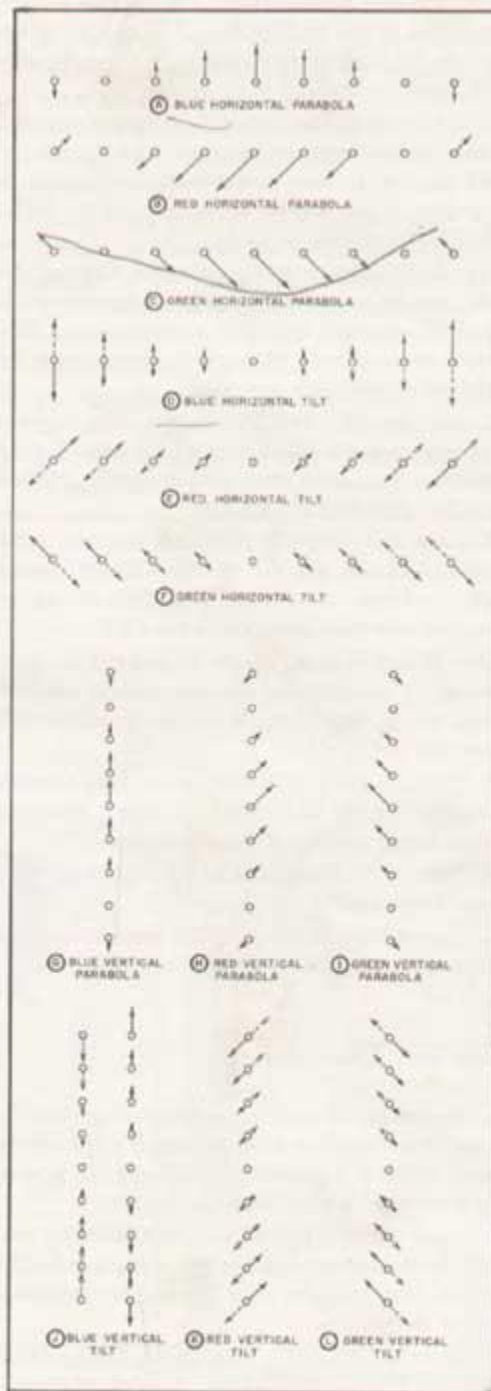 A BLUE HORIZONTAL PARABOLA
B RED HORIZONTAL PARABOLA
C GREEN HORIZONTAL PARABOLA
D BLUE HORIZONTAL TILT
E RED HORIZONTAL TILT
F GREEN HORIZONTAL TILT
G BLUE VERTICAL PARABOLA
H RED VERTICAL PARABOLA
I GREEN VERTICAL PARABOLA
J BLUE VERTICAL TILT
K RED VERTICAL TILT
L GREEN VERTICAL TILT